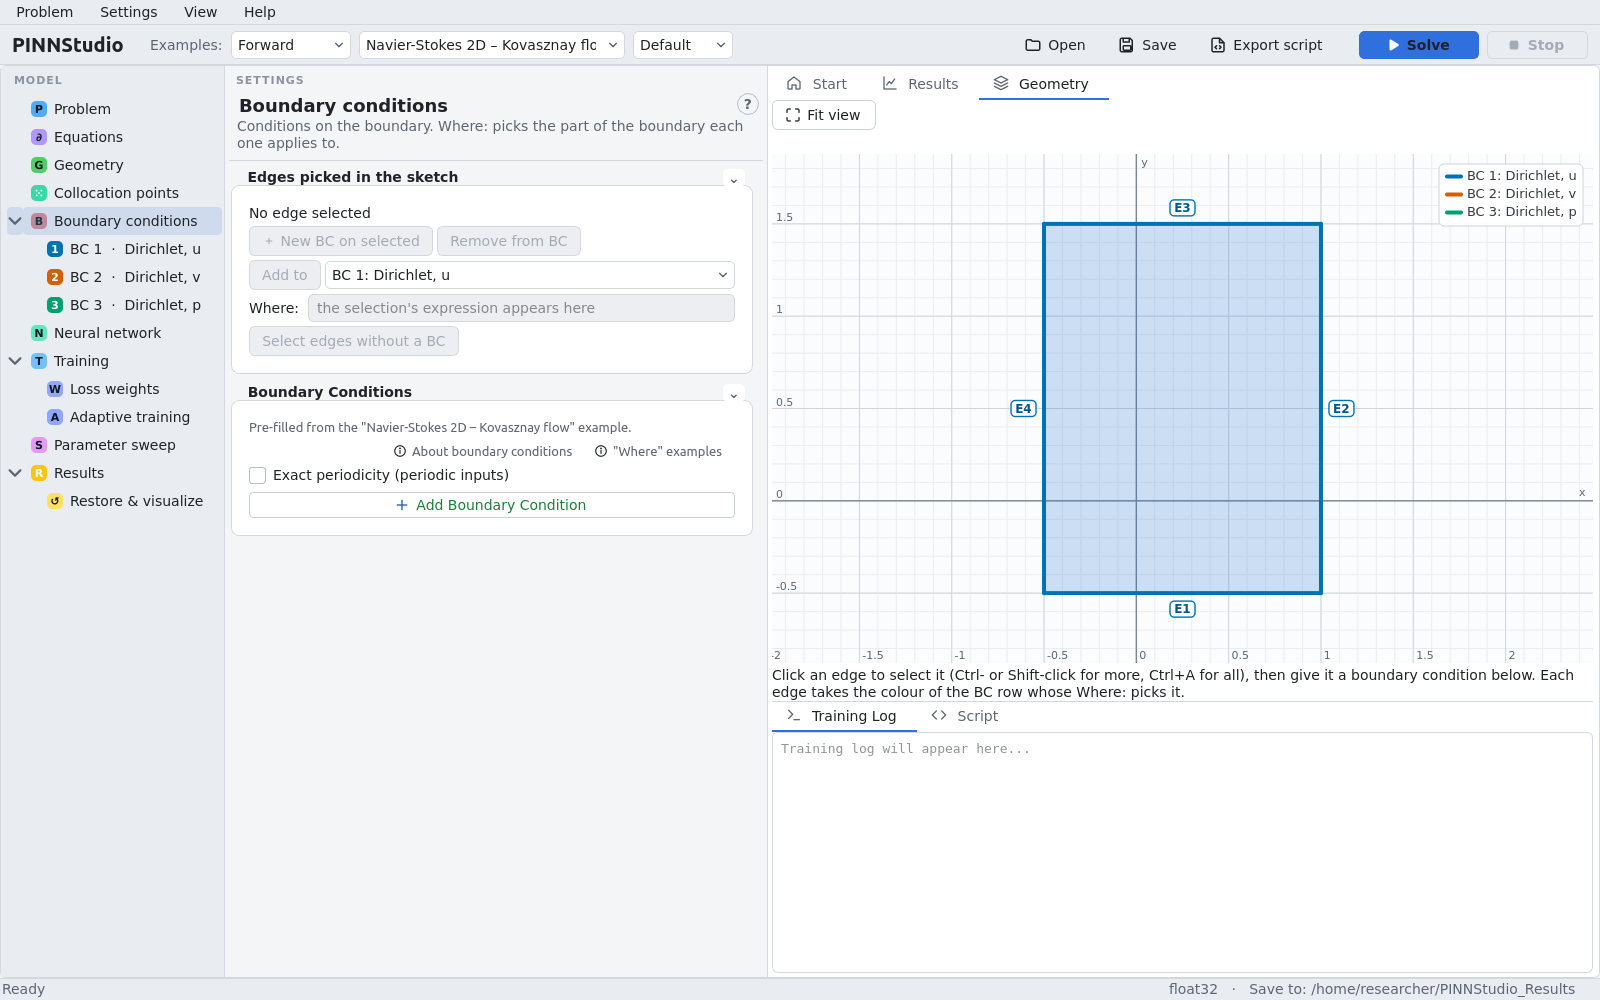 Problem Settings View Help
PINNStudio Examples: Forward Navier-Stokes 2D – Kovasznay flo Default Open Save Export script Solve Stop
MODEL
P Problem
∂ Equations
G Geometry
Collocation points
B Boundary conditions
1 BC 1 · Dirichlet, u
2 BC 2 · Dirichlet, v
3 BC 3 · Dirichlet, p
N Neural network
T Training
W Loss weights
A Adaptive training
S Parameter sweep
R Results
Restore & visualize
SETTINGS
Boundary conditions ?
Conditions on the boundary. Where: picks the part of the boundary each
one applies to.
Edges picked in the sketch
No edge selected
+ New BC on selected Remove from BC
Add to BC 1: Dirichlet, u
Where: the selection's expression appears here
Select edges without a BC
Boundary Conditions
Pre-filled from the "Navier-Stokes 2D – Kovasznay flow" example.
About boundary conditions "Where" examples
Exact periodicity (periodic inputs)
+ Add Boundary Condition
Start Results Geometry
Fit view
y
BC 1: Dirichlet, u
BC 2: Dirichlet, v
BC 3: Dirichlet, p
E3
1.5
1
0.5
E4 E2
0
x
-0.5
E1
-2 -1.5 -1 -0.5 0 0.5 1 1.5 2
Click an edge to select it (Ctrl- or Shift-click for more, Ctrl+A for all), then give it a boundary condition below. Each
edge takes the colour of the BC row whose Where: picks it.
Training Log Script
Training log will appear here...
Ready float32 · Save to: /home/researcher/PINNStudio_Results